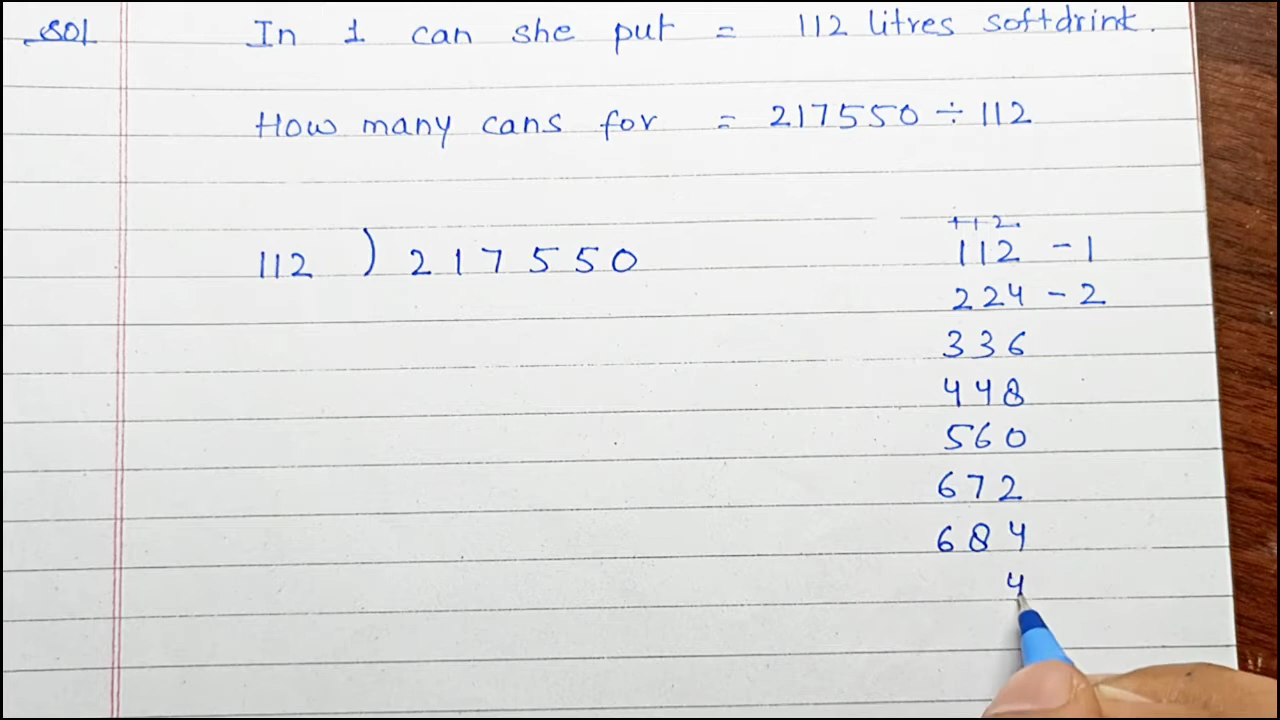 Sol
In 1 can she put = 112 litres softdrink.
How many cans for = 217550 ÷ 112
112 ) 217550
+112.
112 - 1
224 - 2
336
448
560
672
684
4